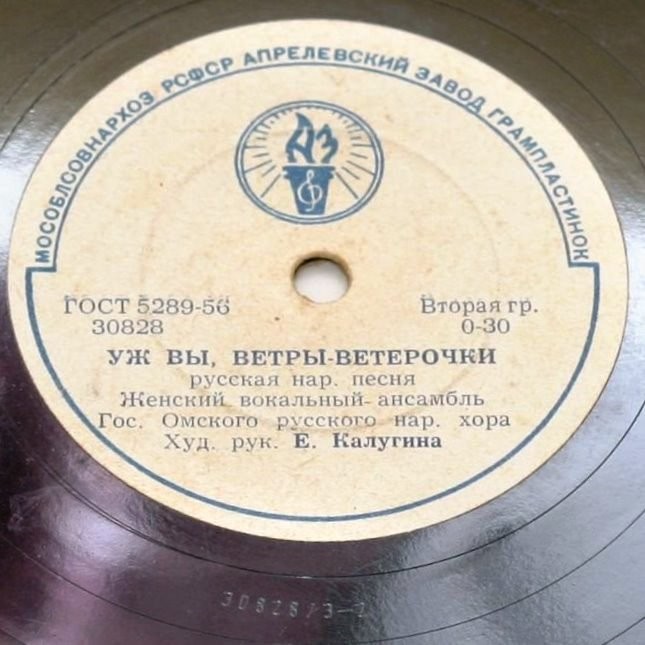 МОСОБЛСОВНАРХОЗ РСФСР АПРЕЛЕВСКИЙ ЗАВОД ГРАМПЛАСТИНОК
АЗ
ГОСТ 5289-56 Вторая гр.
30828 0-30
УЖ ВЫ, ВЕТРЫ-ВЕТЕРОЧКИ
русская нар. песня
Женский вокальный ансамбль
Гос. Омского русского нар. хора
Худ. рук. Е. Калугина
30828/3-2